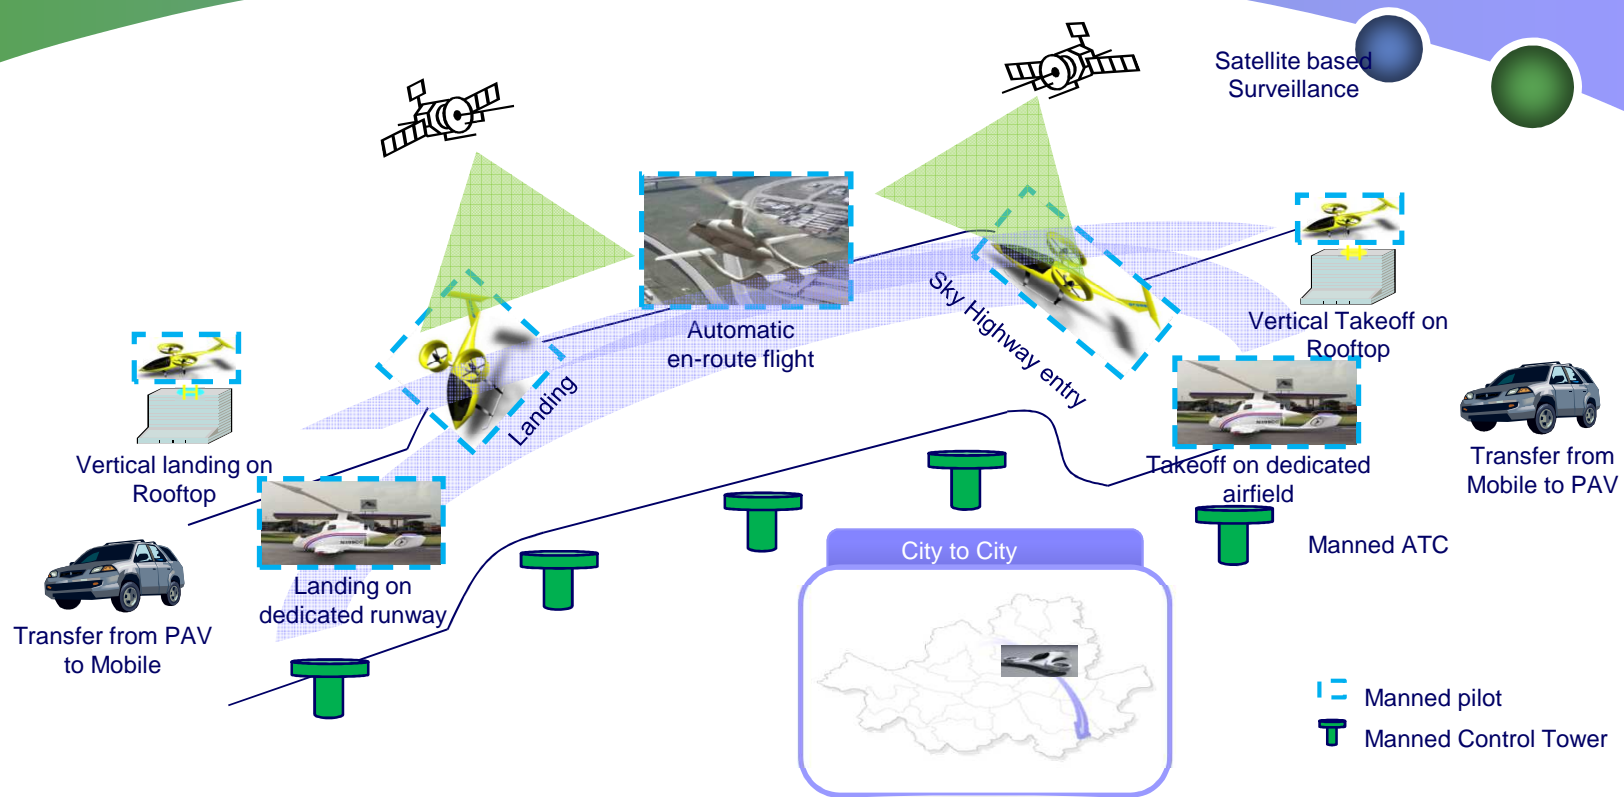 Satellite based
Surveillance
Automatic
en-route flight
Sky Highway entry
Vertical Takeoff on
Rooftop
Landing
Vertical landing on
Rooftop
Takeoff on dedicated
airfield
Transfer from
Mobile to PAV
Landing on
dedicated runway
Manned ATC
City to City
Transfer from PAV
to Mobile
Manned pilot
Manned Control Tower